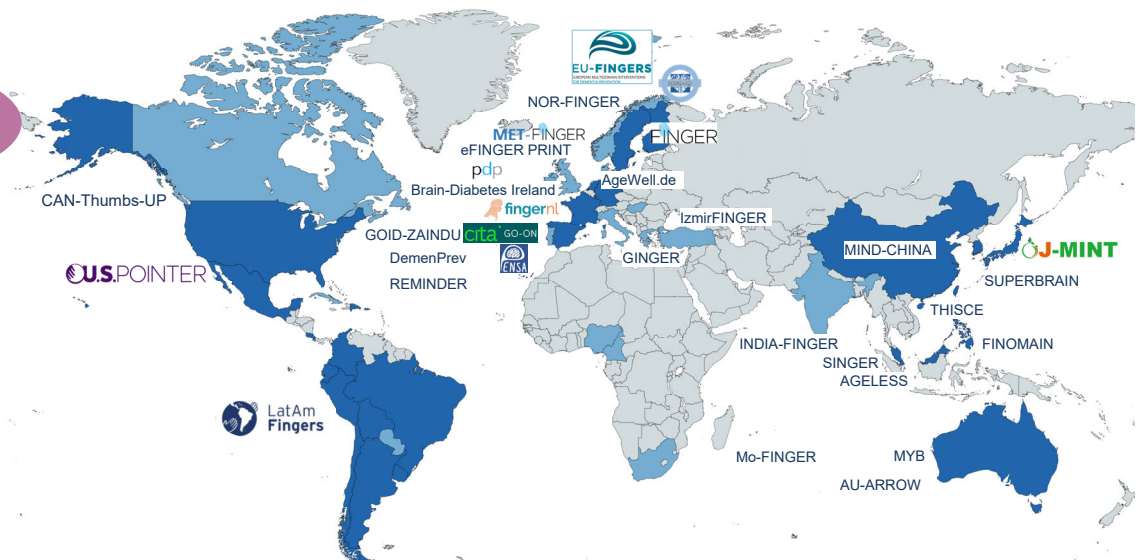 EU-FINGERS
EUROPEAN MULTIDOMAIN INTERVENTIONS
FOR DEMENTIA PREVENTION
NOR-FINGER
MET-FINGER
FINGER
eFINGER PRINT
pdp
AgeWell.de
Brain-Diabetes Ireland
CAN-Thumbs-UP
fingernl
IzmirFINGER
GOID-ZAINDU
cita
GO-ON
MIND-CHINA
J-MINT
DemenPrev
ENSA
GINGER
U.S.POINTER
REMINDER
SUPERBRAIN
THISCE
INDIA-FINGER
FINOMAIN
SINGER
AGELESS
LatAm
Fingers
Mo-FINGER
MYB
AU-ARROW